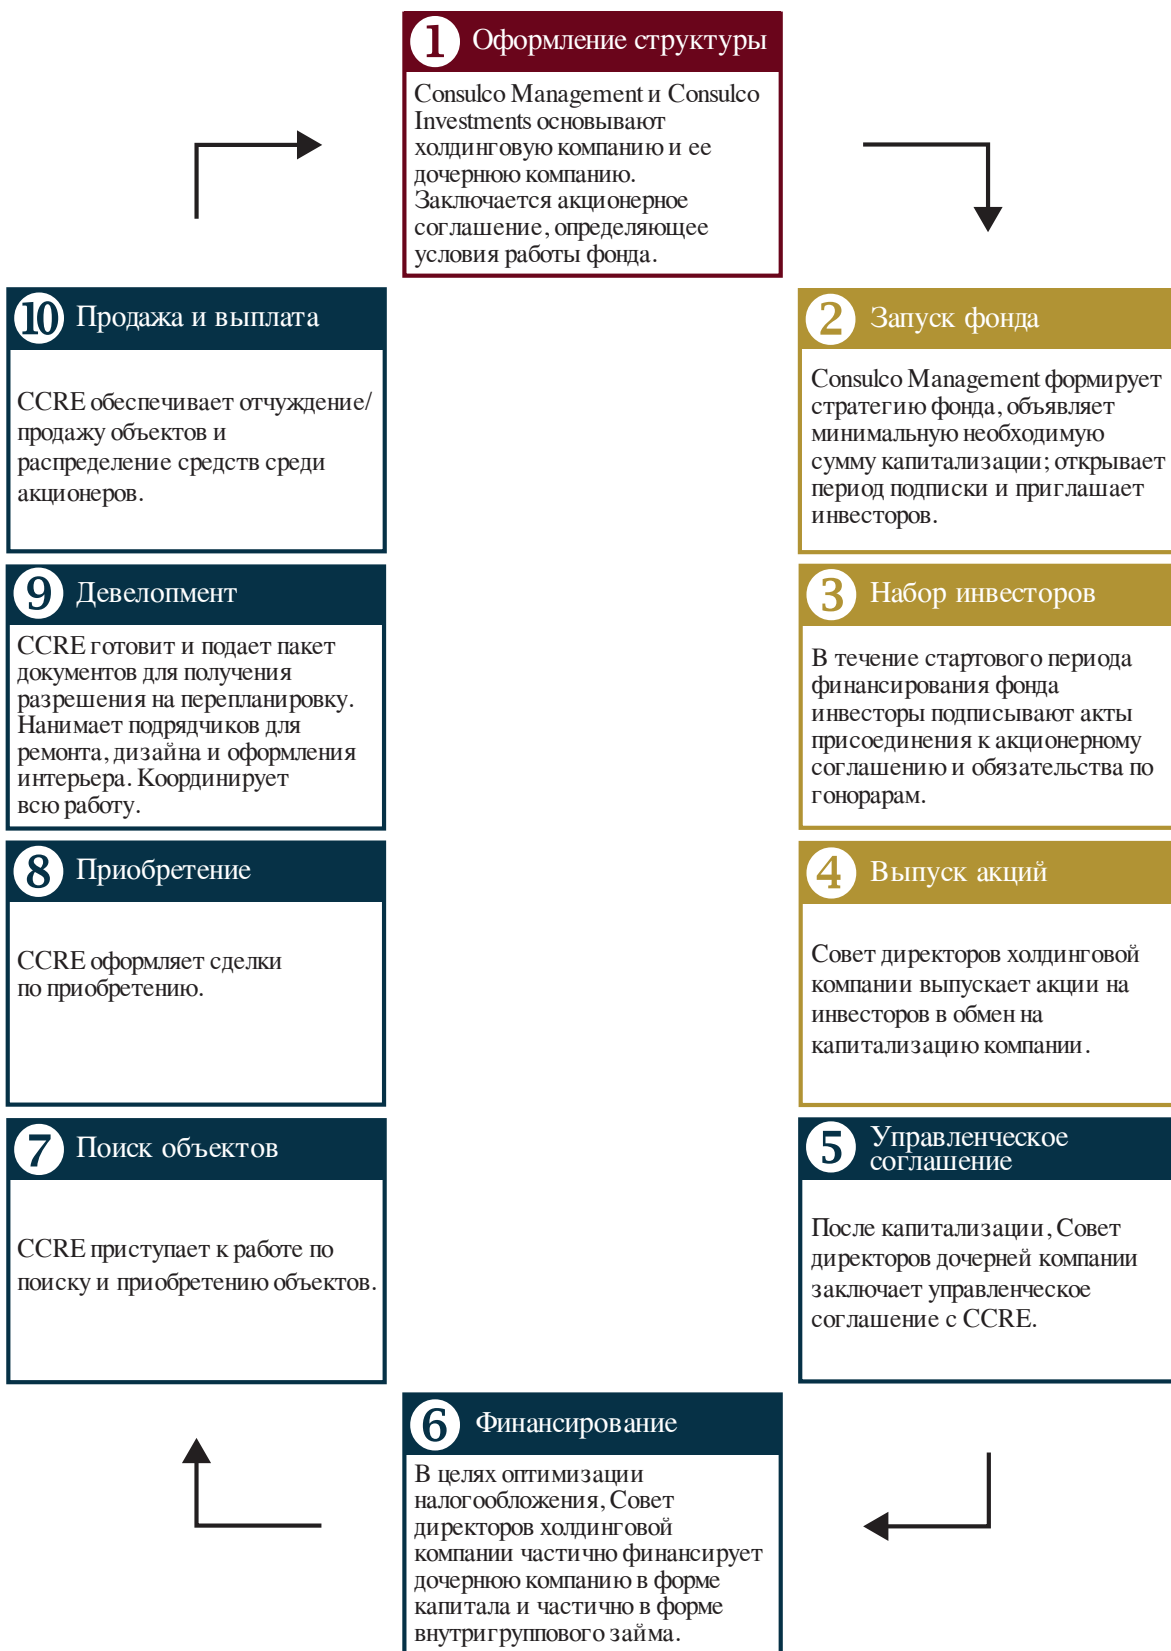 1 Оформление структуры
Consulco Management и Consulco
Investments основывают
холдинговую компанию и ее
дочернюю компанию.
Заключается акционерное
соглашение, определяющее
условия работы фонда.
2 Запуск фонда
Consulco Management формирует
стратегию фонда, объявляет
минимальную необходимую
сумму капитализации; открывает
период подписки и приглашает
инвесторов.
3 Набор инвесторов
В течение стартового периода
финансирования фонда
инвесторы подписывают акты
присоединения к акционерному
соглашению и обязательства по
гонорарам.
4 Выпуск акций
Совет директоров холдинговой
компании выпускает акции на
инвесторов в обмен на
капитализацию компании.
5 Управленческое
соглашение
После капитализации, Совет
директоров дочерней компании
заключает управленческое
соглашение с CCRE.
6 Финансирование
В целях оптимизации
налогообложения, Совет
директоров холдинговой
компании частично финансирует
дочернюю компанию в форме
капитала и частично в форме
внутригруппового займа.
7 Поиск объектов
CCRE приступает к работе по
поиску и приобретению объектов.
8 Приобретение
CCRE оформляет сделки
по приобретению.
9 Девелопмент
CCRE готовит и подает пакет
документов для получения
разрешения на перепланировку.
Нанимает подрядчиков для
ремонта, дизайна и оформления
интерьера. Координирует
всю работу.
10 Продажа и выплата
CCRE обеспечивает отчуждение/
продажу объектов и
распределение средств среди
акционеров.